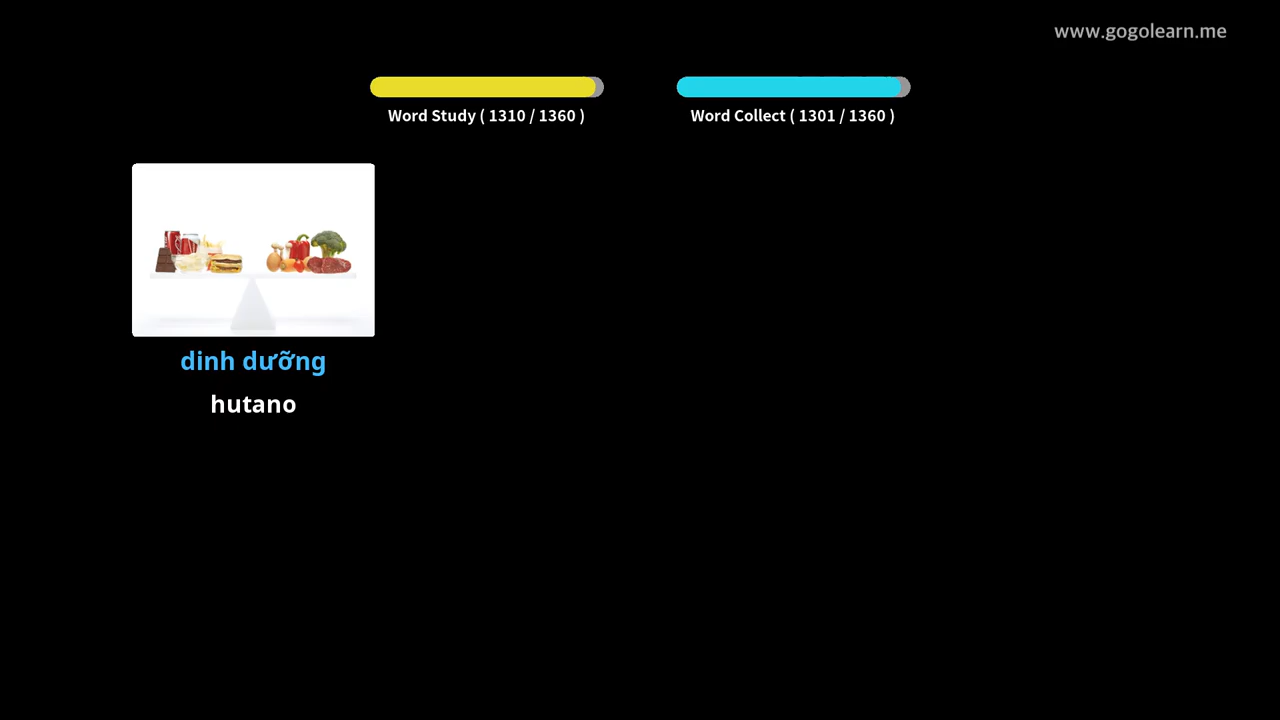 www.gogolearn.me
Word Study ( 1310 / 1360 )
Word Collect ( 1301 / 1360 )
dinh dưỡng
hutano